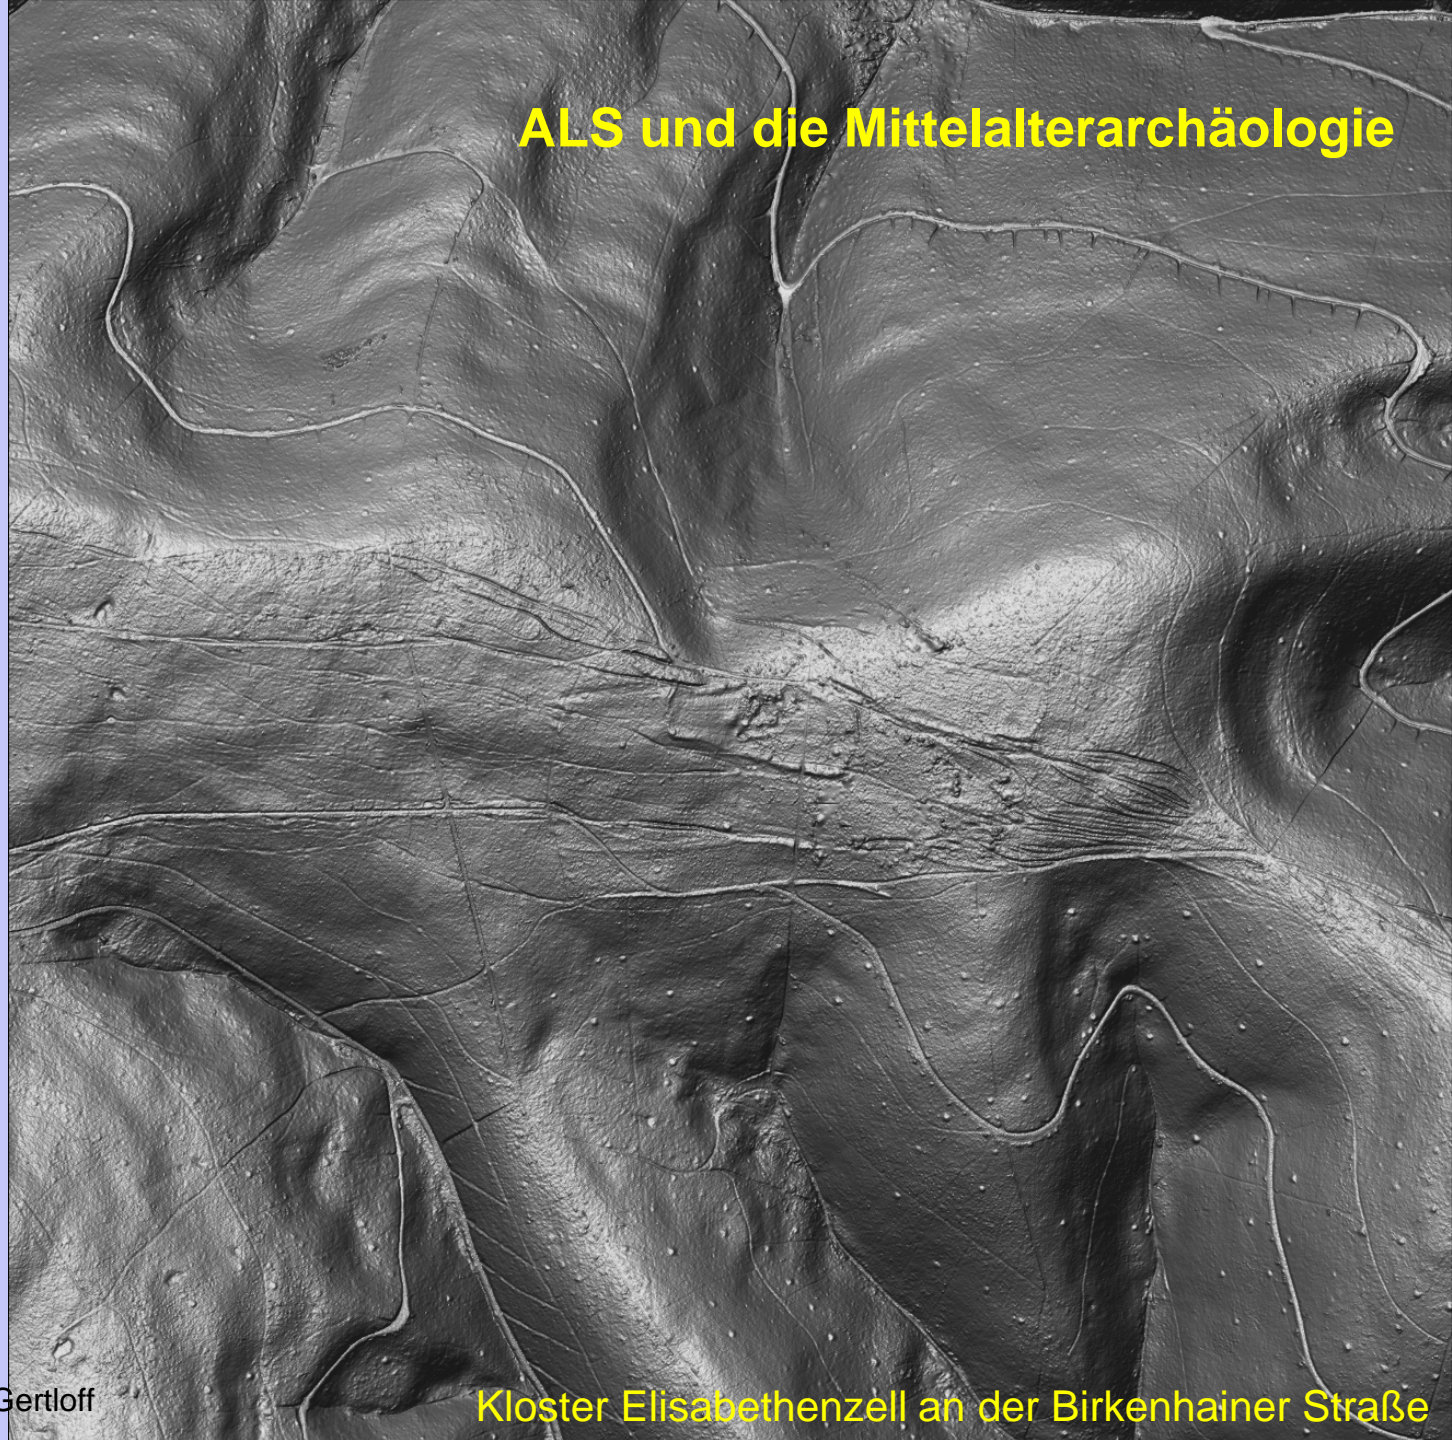 ALS und die Mittelalterarchäologie
Gertloff
Kloster Elisabethenzell an der Birkenhainer Straße